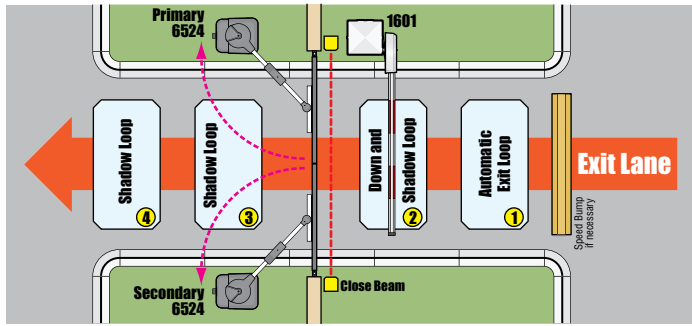 Primary
6524
1601
Shadow Loop
4
Shadow Loop
3
Down and
Shadow Loop
2
Automatic
Exit Loop
1
Exit Lane
Speed Bump
if necessary
Secondary
6524
Close Beam